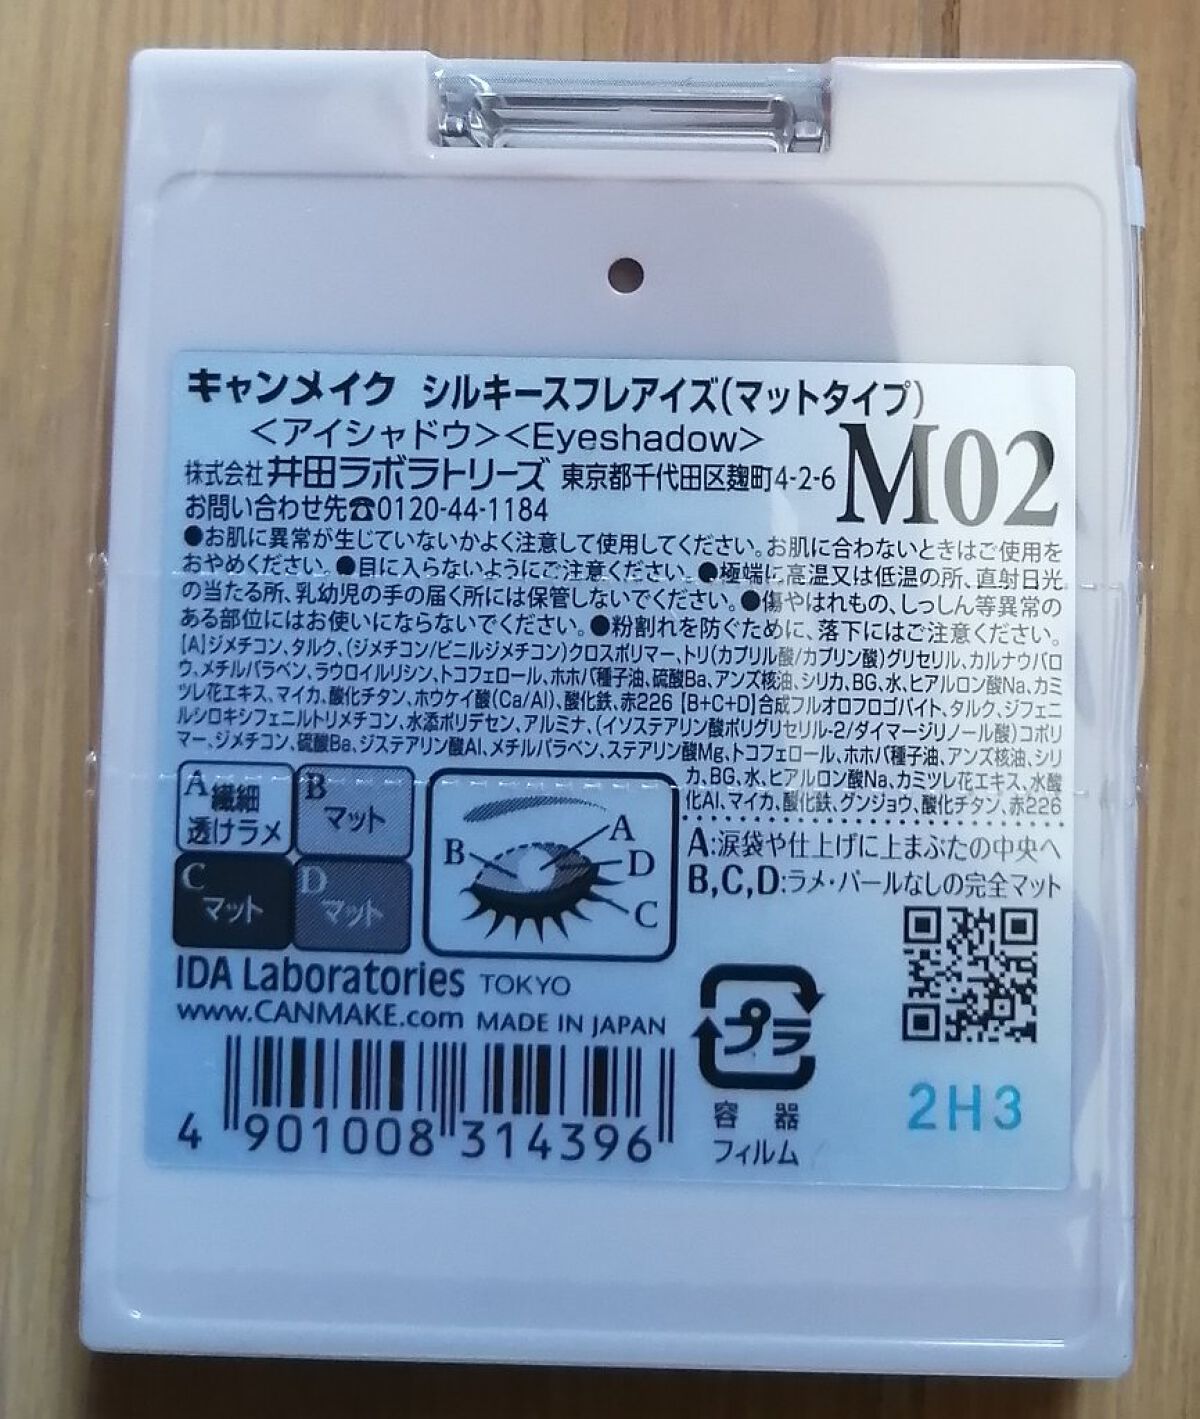 キャンメイク シルキースフレアイズ(マットタイプ)
<アイシャドウ><Eyeshadow>
M02
株式会社 井田ラボラトリーズ 東京都千代田区麹町4-2-6
お問い合わせ先☎0120-44-1184
●お肌に異常が生じていないかよく注意して使用してください。お肌に合わないときはご使用を
おやめください。●目に入らないようにご注意ください。●極端に高温又は低温の所、直射日光
の当たる所、乳幼児の手の届く所には保管しないでください。●傷やはれもの、しっしん等異常の
ある部位にはお使いにならないでください。●粉割れを防ぐために、落下にはご注意ください。
【A】ジメチコン、タルク、(ジメチコン/ビニルジメチコン)クロスポリマー、トリ(カプリル酸/カプリン酸)グリセリル、カルナウバロ
ウ、メチルパラベン、ラウロイルリシン、トコフェロール、ホホバ種子油、硫酸Ba、アンズ核油、シリカ、BG、水、ヒアルロン酸Na、カミ
ツレ花エキス、マイカ、酸化チタン、ホウケイ酸(Ca/Al)、酸化鉄、赤226【B+C+D】合成フルオロフロゴパイト、タルク、ジフェニ
ルシロキシフェニルトリメチコン、水添ポリデセン、アルミナ、(イソステアリン酸ポリグリセリル-2/ダイマージリノール酸)コポリ
マー、ジメチコン、硫酸Ba、ジステアリン酸Al、メチルパラベン、ステアリン酸Mg、トコフェロール、ホホバ種子油、アンズ核油、シリ
カ、BG、水、ヒアルロン酸Na、カミツレ花エキス、水酸
化Al、マイカ、酸化鉄、グンジョウ、酸化チタン、赤226
A 繊細
透けラメ
B
マット
C
マット
D
マット
A
B
D
C
A:涙袋や仕上げに上まぶたの中央へ
B,C,D:ラメ・パールなしの完全マット
IDA Laboratories TOKYO
www.CANMAKE.com MADE IN JAPAN
4 901008 314396
プラ
容器
フィルム
2H3